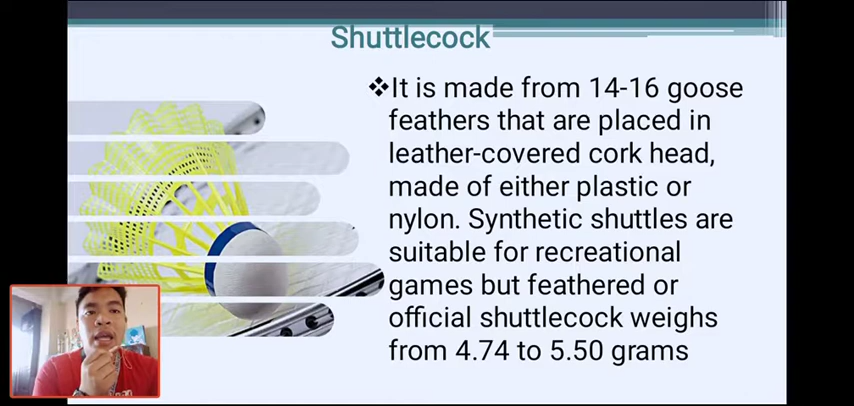 Shuttlecock
❖It is made from 14-16 goose
feathers that are placed in
leather-covered cork head,
made of either plastic or
nylon. Synthetic shuttles are
suitable for recreational
games but feathered or
official shuttlecock weighs
from 4.74 to 5.50 grams